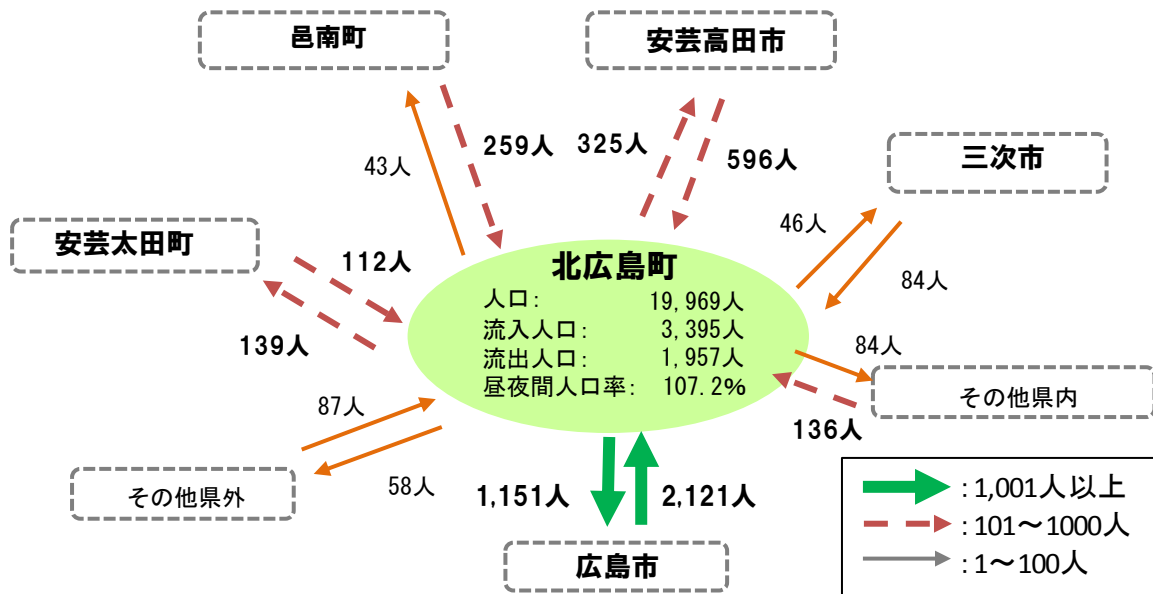 邑南町
安芸高田市
259人
325人
596人
43人
三次市
安芸太田町
112人
46人
84人
139人
北広島町
人口： 19,969人
流入人口： 3,395人
流出人口： 1,957人
昼夜間人口率： 107.2%
84人
その他県内
136人
87人
58人
その他県外
1,151人
2,121人
広島市
：1,001人以上
：101～1000人
：1～100人